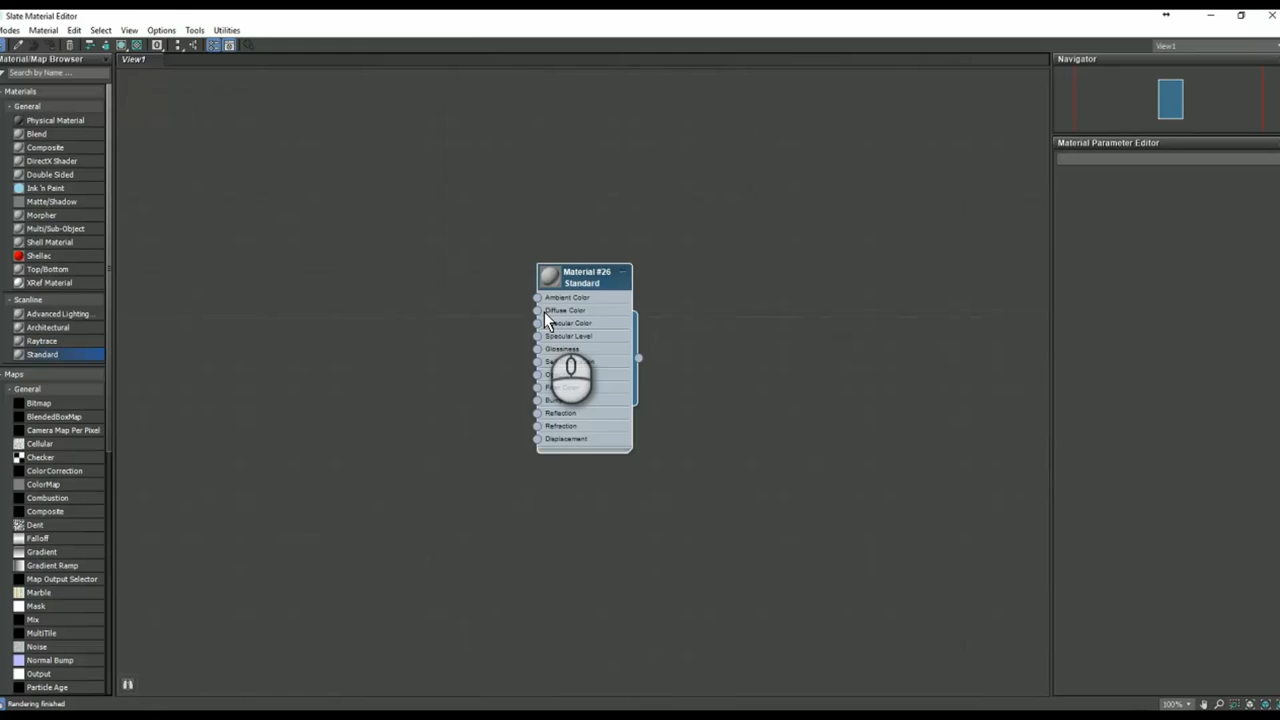 Slate Material Editor
Modes Material Edit Select View Options Tools Utilities
View1
Material/Map Browser
Search by Name ...
Materials
- General
Physical Material
Blend
Composite
DirectX Shader
Double Sided
Ink 'n Paint
Matte/Shadow
Morpher
Multi/Sub-Object
Shell Material
Shellac
Top/Bottom
XRef Material
- Scanline
Advanced Lighting...
Architectural
Raytrace
Standard
- Maps
- General
Bitmap
BlendedBoxMap
Camera Map Per Pixel
Cellular
Checker
ColorCorrection
ColorMap
Combustion
Composite
Dent
Falloff
Gradient
Gradient Ramp
Map Output Selector
Marble
Mask
Mix
MultiTile
Noise
Normal Bump
Output
Particle Age
View1
Material #26
Standard
Ambient Color
Diffuse Color
Color
Specular Level
Glossiness
Reflection
Refraction
Displacement
Navigator
Material Parameter Editor
Rendering finished
100%